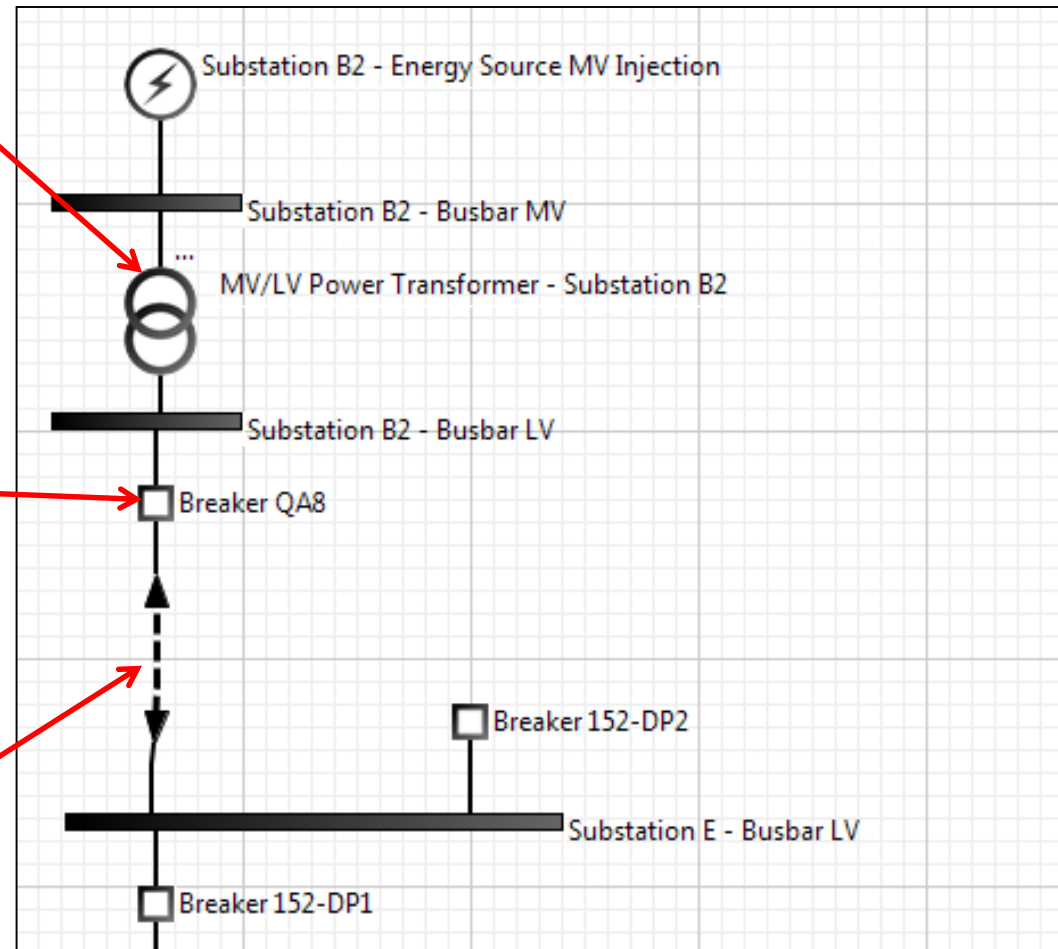 Substation B2 - Energy Source MV Injection
Substation B2 - Busbar MV
...
MV/LV Power Transformer - Substation B2
Substation B2 - Busbar LV
Breaker QA8
Breaker 152-DP2
Substation E - Busbar LV
Breaker 152-DP1